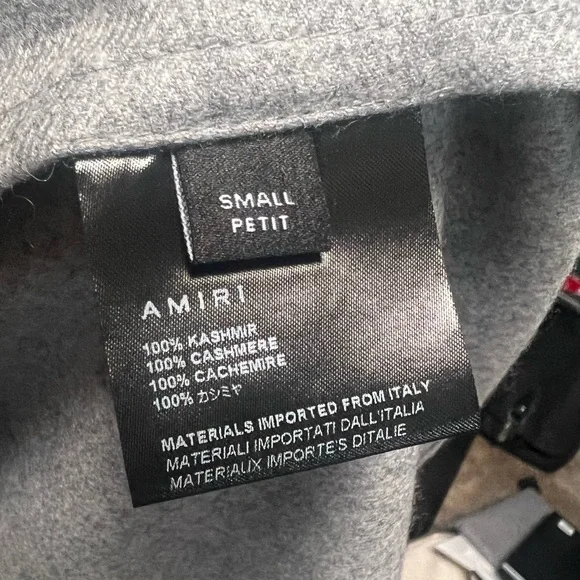 SMALL
PETIT
AMIRI
100% KASHMIR
100% CASHMERE
100% CACHEMIRE
100% カシミヤ
MATERIALS IMPORTED FROM ITALY
MATERIALI IMPORTATI DALL'ITALIA
MATERIAUX IMPORTE'S DITALIE